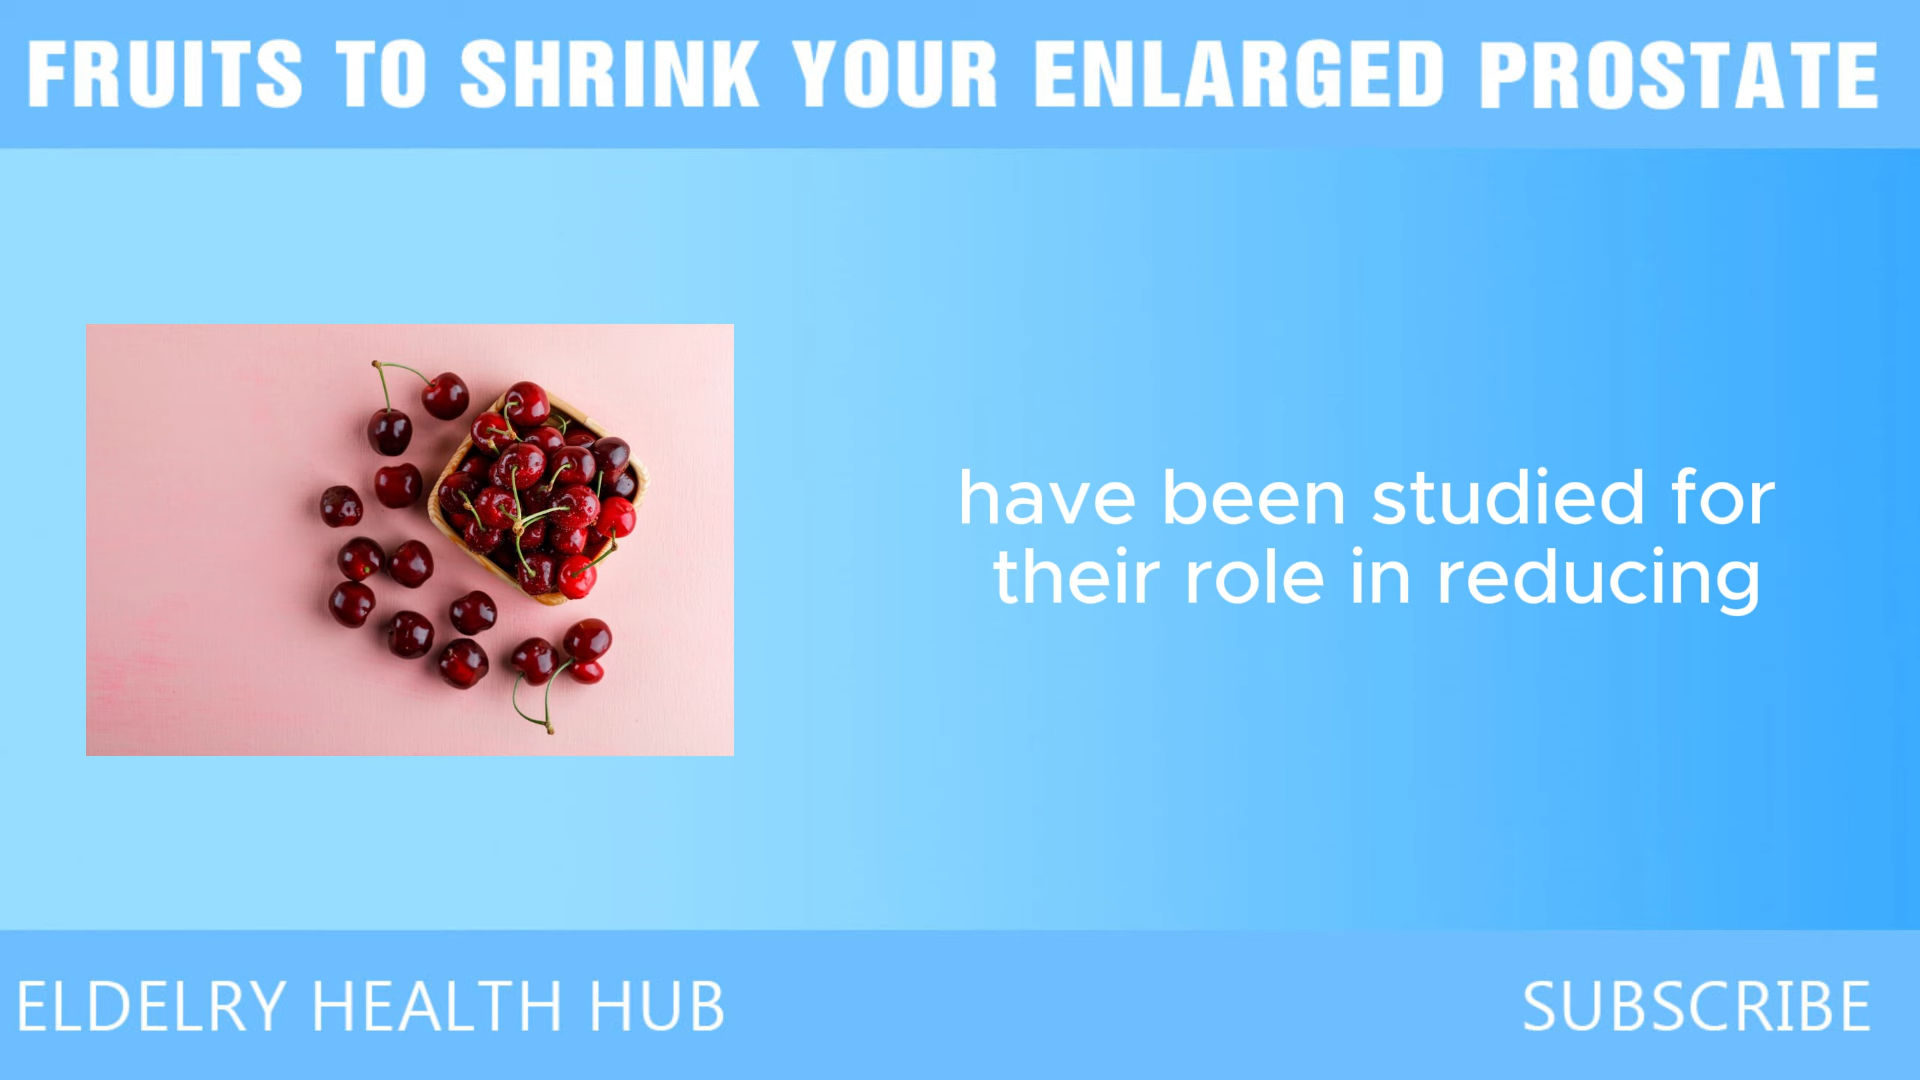 FRUITS TO SHRINK YOUR ENLARGED PROSTATE
have been studied for
their role in reducing
ELDELRY HEALTH HUB
SUBSCRIBE